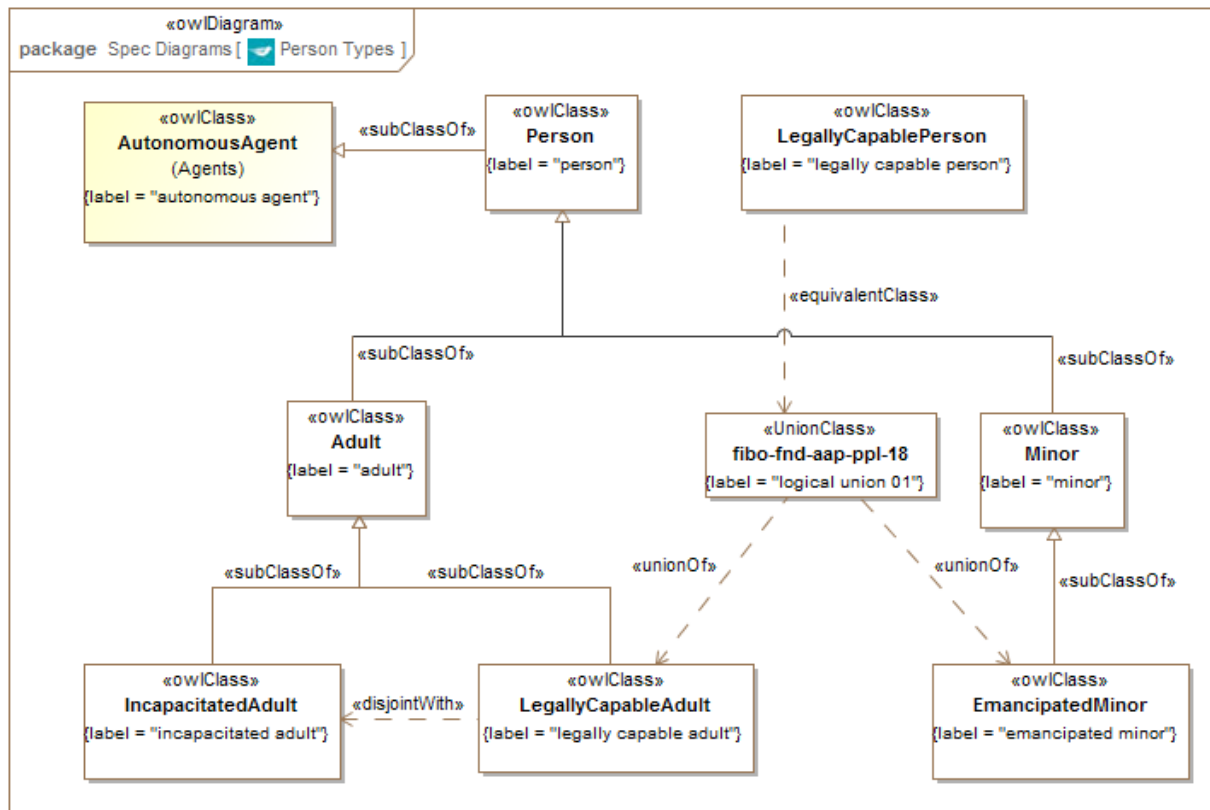 «owlDiagram»
package Spec Diagrams [ Person Types ]
«owlClass»
AutonomousAgent
(Agents)
{label = "autonomous agent"}
«subClassOf»
«owlClass»
Person
{label = "person"}
«owlClass»
LegallyCapablePerson
{label = "legally capable person"}
«equivalentClass»
«subClassOf»
«subClassOf»
«owlClass»
Adult
{label = "adult"}
«UnionClass»
fibo-fnd-aap-ppl-18
{label = "logical union 01"}
«owlClass»
Minor
{label = "minor"}
«subClassOf»
«subClassOf»
«unionOf»
«unionOf»
«subClassOf»
«owlClass»
IncapacitatedAdult
{label = "incapacitated adult"}
«disjointWith»
«owlClass»
LegallyCapableAdult
{label = "legally capable adult"}
«owlClass»
EmancipatedMinor
{label = "emancipated minor"}